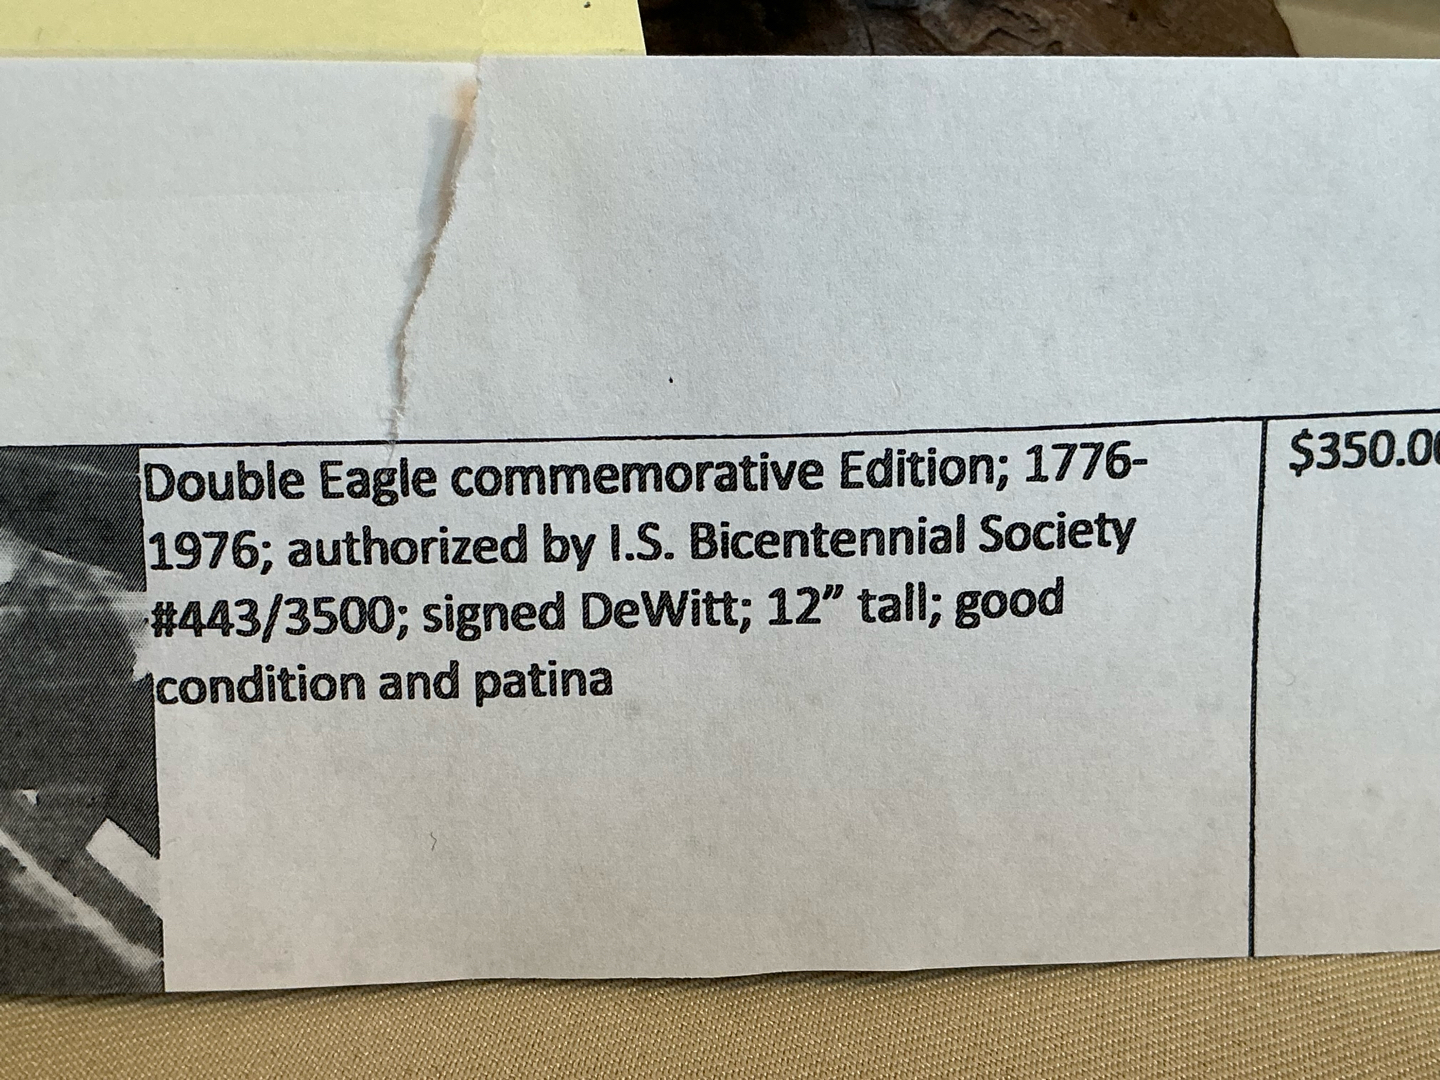 Double Eagle commemorative Edition; 1776-
1976; authorized by I.S. Bicentennial Society
#443/3500; signed DeWitt; 12” tall; good
condition and patina
$350.00